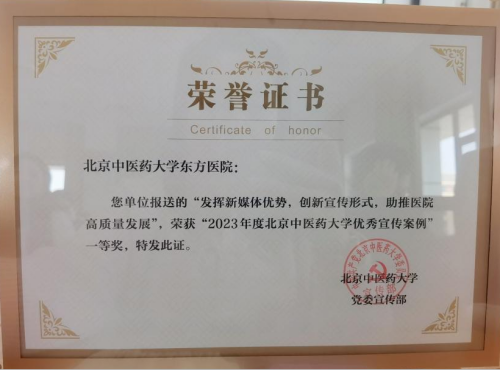 荣誉证书
Certificate of honor
北京中医药大学东方医院：
您单位报送的“发挥新媒体优势，创新宣传形式，助推医院
高质量发展”，荣获“2023年度北京中医药大学优秀宣传案例”
一等奖，特发此证。
北京中医药大学
党委宣传部
宣传部